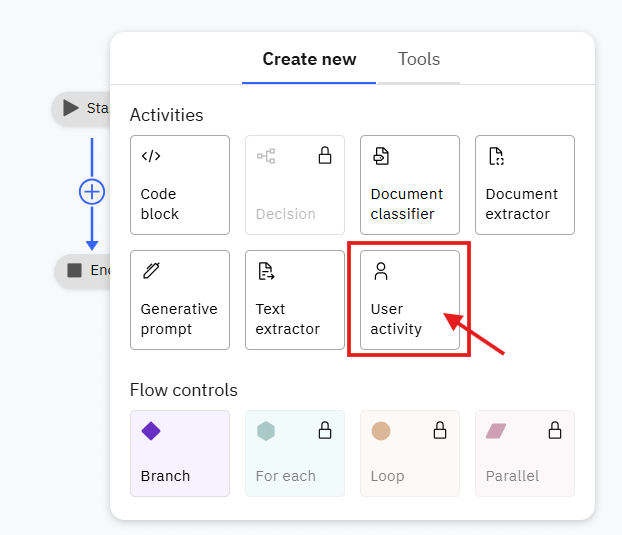 Create new
Tools
Sta
Activities
</>
Code
block
Decision
Document
classifier
Document
extractor
End
Generative
prompt
Text
extractor
User
activity
Flow controls
Branch
For each
Loop
Parallel